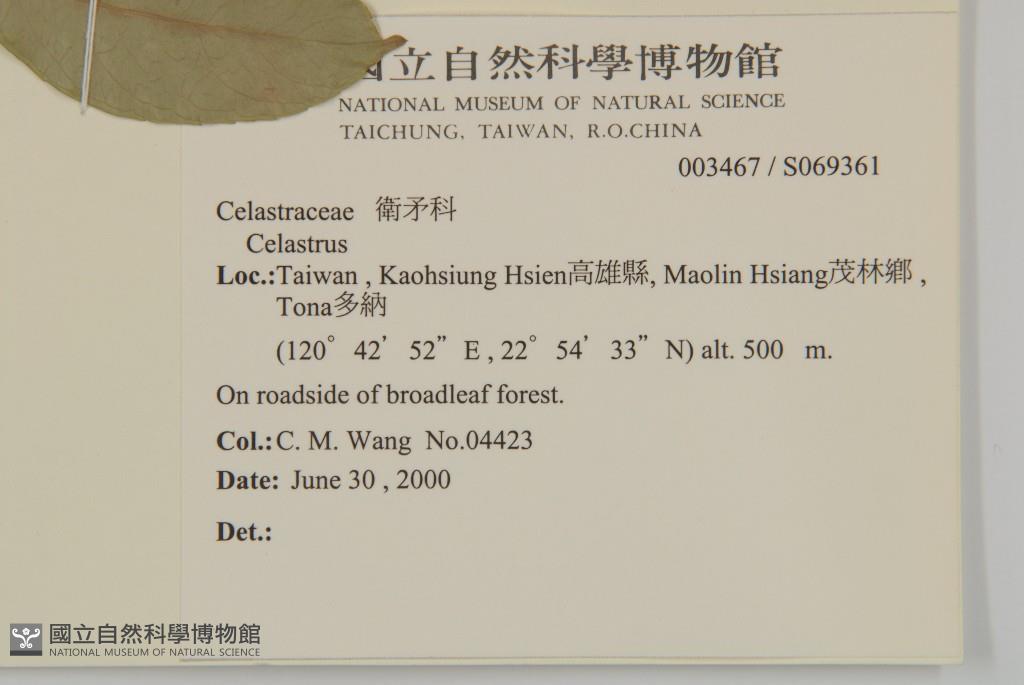 國立自然科學博物館
NATIONAL MUSEUM OF NATURAL SCIENCE
TAICHUNG, TAIWAN, R.O.CHINA
003467 / S069361
Celastraceae 衛矛科
Celastrus
Loc.:Taiwan , Kaohsiung Hsien高雄縣, Maolin Hsiang茂林鄉 ,
Tona多納
(120° 42’ 52” E , 22° 54’ 33” N) alt. 500 m.
On roadside of broadleaf forest.
Col.: C. M. Wang No.04423
Date: June 30 , 2000
Det.:
國立自然科學博物館
NATIONAL MUSEUM OF NATURAL SCIENCE